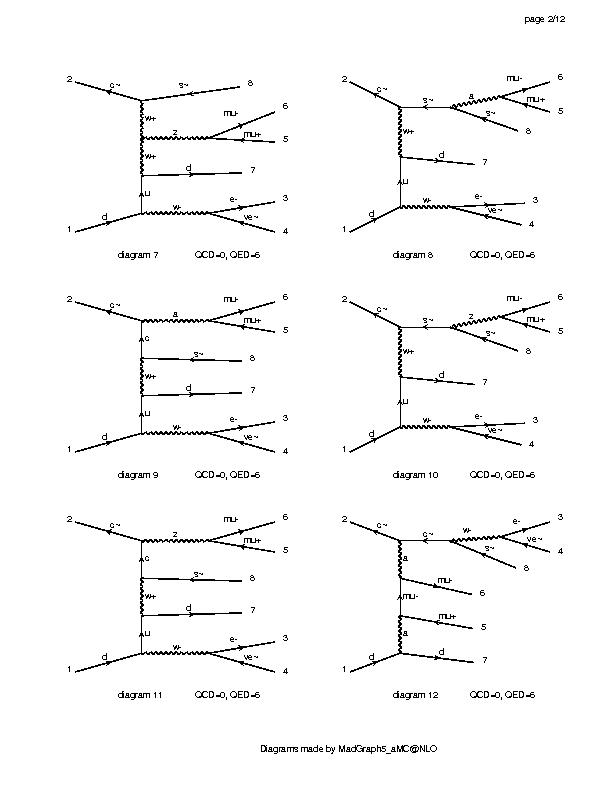 page 2/12
2 c~ s~ 8
w+ mu- 6
z mu+ 5
w+
d 7
u
e- 3
d w- ve~ 4
1
diagram 7 QCD=0, QED=6
2 c~ s~ a mu- 6
mu+ 5
w+ s~ 8
d 7
u
e- 3
d w- ve~ 4
1
diagram 8 QCD=0, QED=6
2 c~ a mu- 6
mu+ 5
c
s~ 8
w+
d 7
u
e- 3
d w- ve~ 4
1
diagram 9 QCD=0, QED=6
2 c~ s~ z mu- 6
mu+ 5
w+ s~ 8
d 7
u
e- 3
d w- ve~ 4
1
diagram 10 QCD=0, QED=6
2 c~ z mu- 6
mu+ 5
c
s~ 8
w+
d 7
u
e- 3
d w- ve~ 4
1
diagram 11 QCD=0, QED=6
2 c~ c~ w- e- 3
ve~ 4
a s~ 8
mu- 6
mu-
mu+ 5
a
d d 7
1
diagram 12 QCD=0, QED=6
Diagrams made by MadGraph5_aMC@NLO